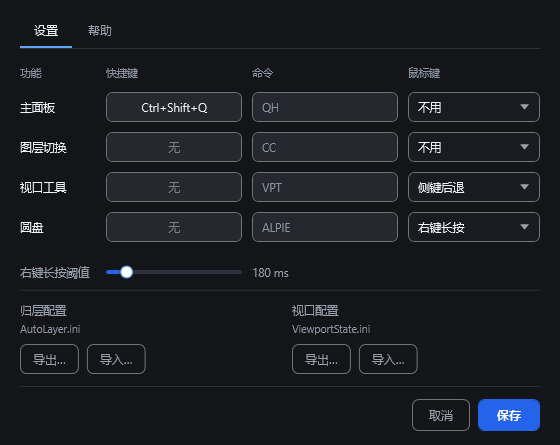 设置 帮助
功能 快捷键 命令 鼠标键
主面板 Ctrl+Shift+Q QH 不用
图层切换 无 CC 不用
视口工具 无 VPT 侧键后退
圆盘 无 ALPIE 右键长按
右键长按阈值 180 ms
归层配置 视口配置
AutoLayer.ini ViewportState.ini
导出... 导入... 导出... 导入...
取消 保存